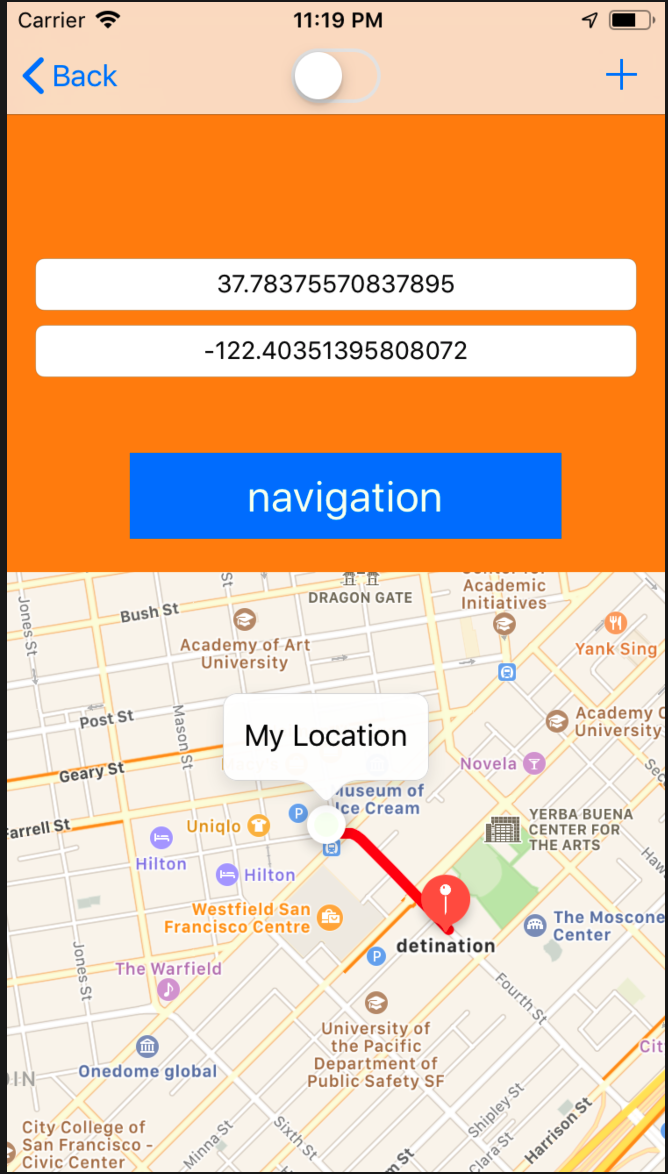 Carrier
11:19 PM
Back
37.78375570837895
-122.40351395808072
navigation
DRAGON GATE
Academic
Initiatives
Jones St
St
Bush St
Academy of Art
University
Yank Sing
Post St
Mason St
My Location
Academy
University
Geary St
Novela
Museum of
Ice Cream
P
Farrell St
Uniqlo
YERBA BUENA
CENTER FOR
THE ARTS
Hilton
Hilton
Westfield San
Francisco Centre
The Moscone
Center
detination
P
Jones St
The Warfield
Fourth St
University of
the Pacific
Department of
Public Safety SF
Onedome global
City College of
San Francisco -
Civic Center
Minna St
Sixth St
Shipley St
Clara St
Harrison St